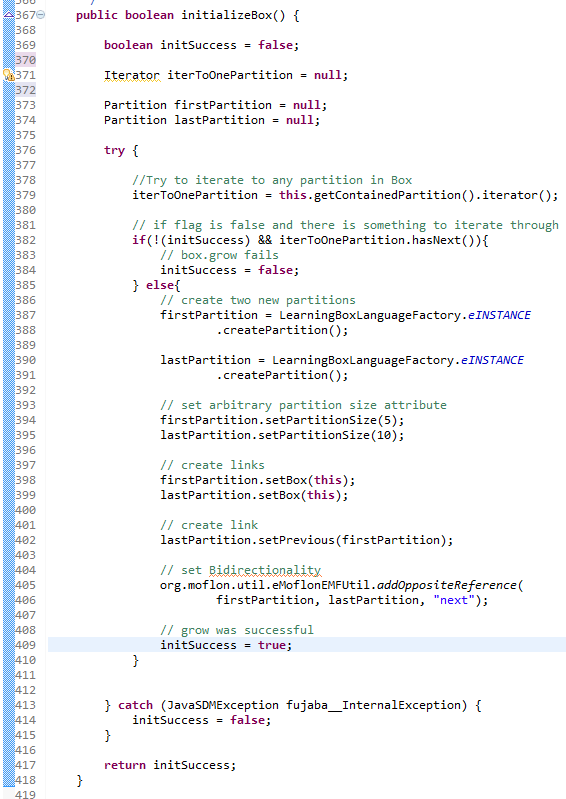 366 /
367 public boolean initializeBox() {
368
369 boolean initSuccess = false;
370
371 Iterator iterToOnePartition = null;
372
373 Partition firstPartition = null;
374 Partition lastPartition = null;
375
376 try {
377
378 //Try to iterate to any partition in Box
379 iterToOnePartition = this.getContainedPartition().iterator();
380
381 // if flag is false and there is something to iterate through
382 if(!(initSuccess) && iterToOnePartition.hasNext()){
383 // box.grow fails
384 initSuccess = false;
385 } else{
386 // create two new partitions
387 firstPartition = LearningBoxLanguageFactory.eINSTANCE
388 .createPartition();
389
390 lastPartition = LearningBoxLanguageFactory.eINSTANCE
391 .createPartition();
392
393 // set arbitrary partition size attribute
394 firstPartition.setPartitionSize(5);
395 lastPartition.setPartitionSize(10);
396
397 // create links
398 firstPartition.setBox(this);
399 lastPartition.setBox(this);
400
401 // create link
402 lastPartition.setPrevious(firstPartition);
403
404 // set Bidirectionality
405 org.moflon.util.eMoflonEMFUtil.addOppositeReference(
406 firstPartition, lastPartition, "next");
407
408 // grow was successful
409 initSuccess = true;
410 }
411
412
413 } catch (JavaSDMException fujaba__InternalException) {
414 initSuccess = false;
415 }
416
417 return initSuccess;
418 }
419